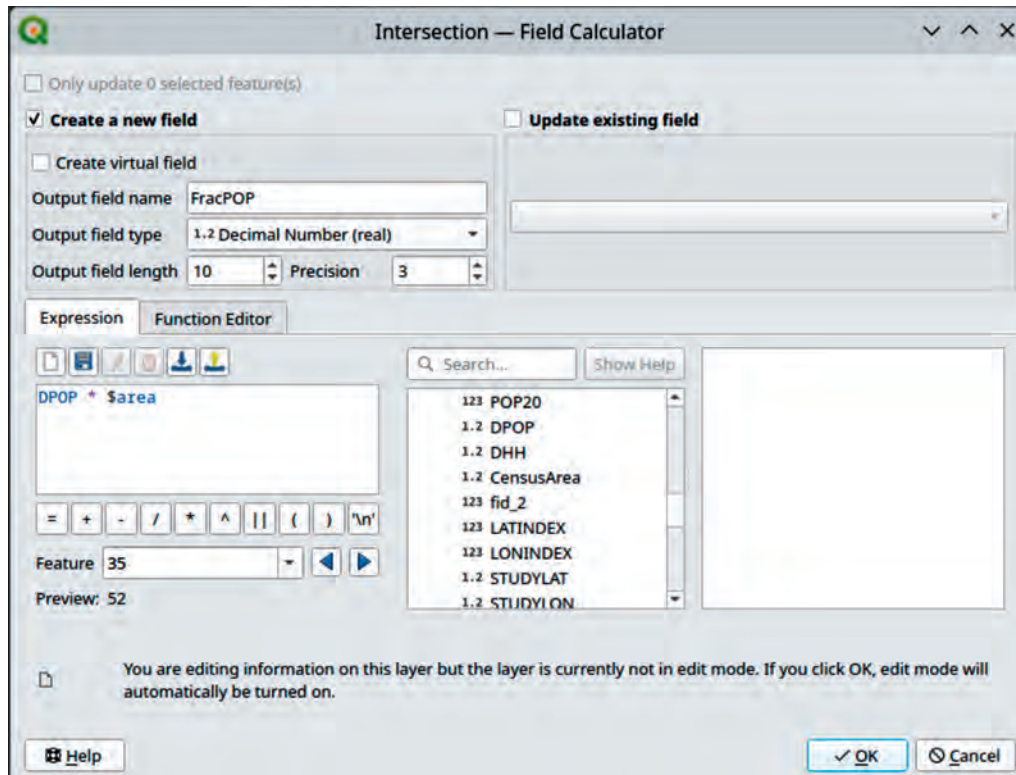 Intersection — Field Calculator
Only update 0 selected feature(s)
Create a new field
Update existing field
Create virtual field
Output field name FracPOP
Output field type 1.2 Decimal Number (real)
Output field length 10 Precision 3
Expression Function Editor
Search... Show Help
DPOP * $area
123 POP20
1.2 DPOP
1.2 DHH
1.2 CensusArea
123 fid_2
123 LATINDEX
123 LONINDEX
1.2 STUDYLAT
1.2 STUDYLON
= + - / * ^ || ( ) '\n'
Feature 35
Preview: 52
You are editing information on this layer but the layer is currently not in edit mode. If you click OK, edit mode will
automatically be turned on.
Help OK Cancel